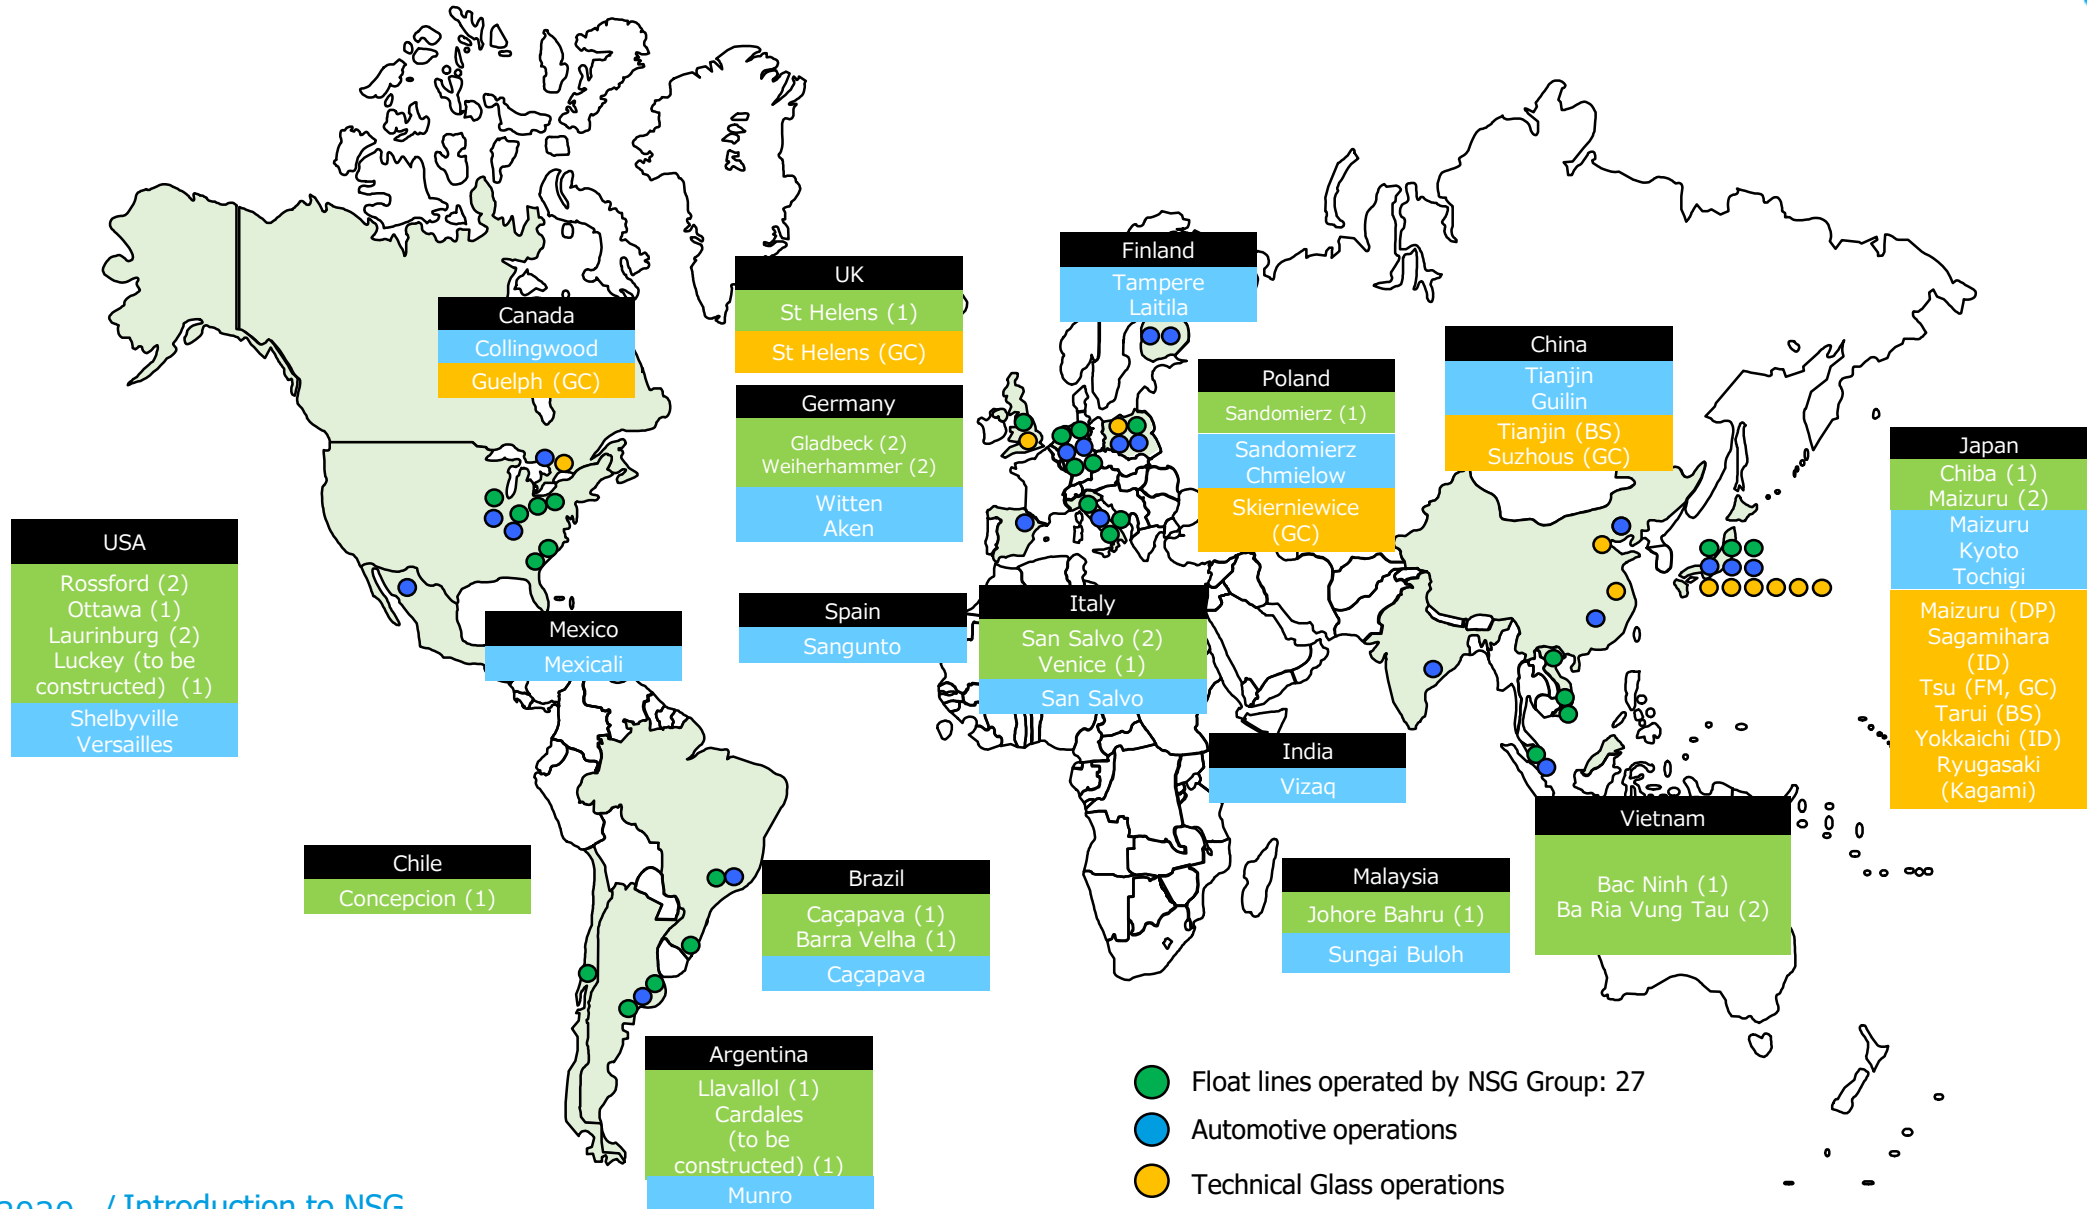 Canada
Collingwood
Guelph (GC)
UK
St Helens (1)
St Helens (GC)
Finland
Tampere
Laitila
Germany
Gladbeck (2)
Weiherhammer (2)
Witten
Aken
Poland
Sandomierz (1)
Sandomierz
Chmielow
Skierniewice
(GC)
China
Tianjin
Guilin
Tianjin (BS)
Suzhous (GC)
Japan
Chiba (1)
Maizuru (2)
Maizuru
Kyoto
Tochigi
Maizuru (DP)
Sagamihara
(ID)
Tsu (FM, GC)
Tarui (BS)
Yokkaichi (ID)
Ryugasaki
(Kagami)
USA
Rossford (2)
Ottawa (1)
Laurinburg (2)
Luckey (to be
constructed) (1)
Shelbyville
Versailles
Mexico
Mexicali
Spain
Sangunto
Italy
San Salvo (2)
Venice (1)
San Salvo
India
Vizaq
Vietnam
Bac Ninh (1)
Ba Ria Vung Tau (2)
Chile
Concepcion (1)
Brazil
Caçapava (1)
Barra Velha (1)
Caçapava
Malaysia
Johore Bahru (1)
Sungai Buloh
Argentina
Llavallol (1)
Cardales
(to be
constructed) (1)
Munro
Float lines operated by NSG Group: 27
Automotive operations
Technical Glass operations
/ Introduction to NSG